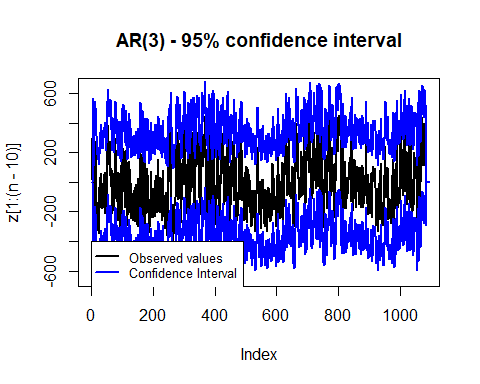 AR(3) - 95% confidence interval
z[1:(n - 10)]
600
200
-200
-600
Observed values
Confidence Interval
0
200
400
600
800
1000
Index